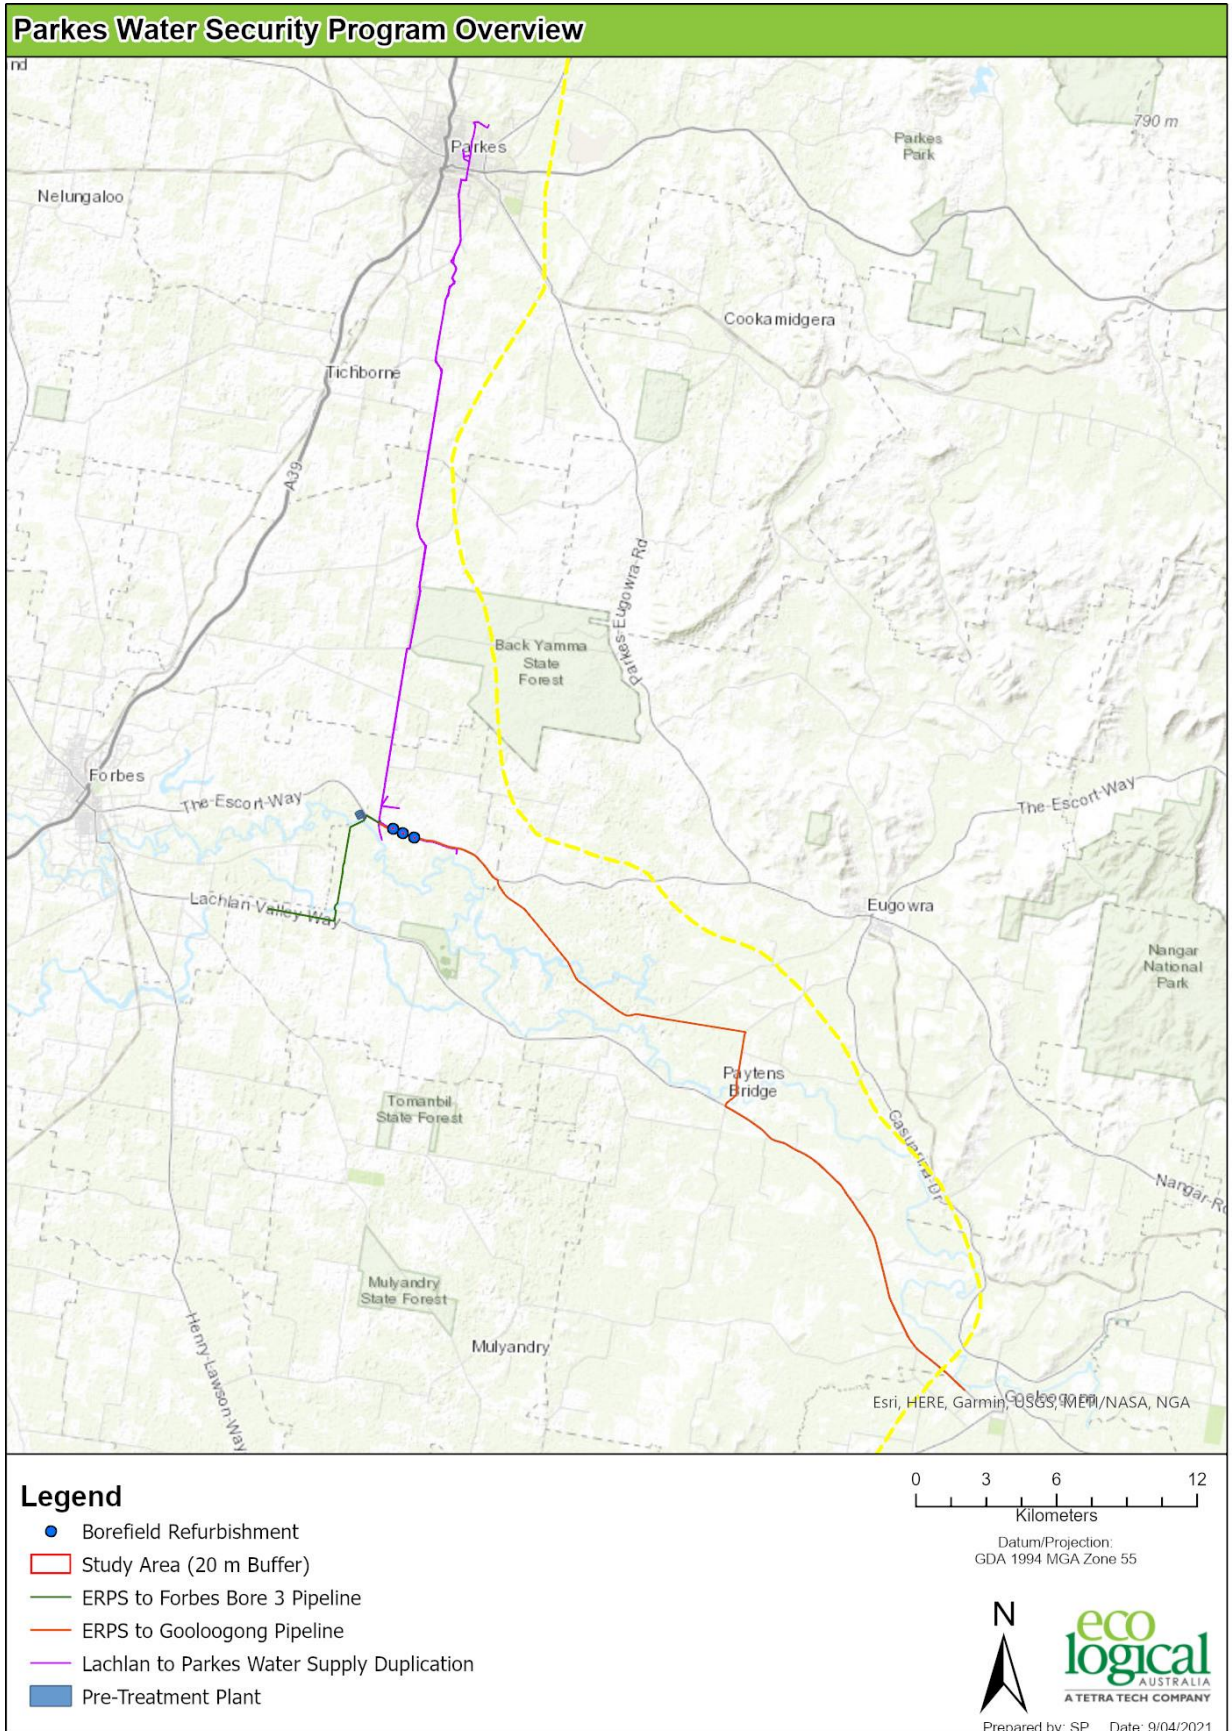 Parkes Water Security Program Overview
nd
790 m
Parkes
Parkes
Park
Nelungaloo
Cookamidgera
Tichborne
A39
Parkes-Eugowra-Rd
Back Yamma
State
Forest
Forbes
The-Escort-Way
The-Escort-Way
Lachlan Valley Way
Eugowra
Nangar
National
Park
Paytens
Bridge
Tomanbil
State Forest
Casuarina-Dr
Nangar-Ro
Mulyandry
State Forest
Henry-Lawson-Way
Mulyandry
Gooloogong
Esri, HERE, Garmin, USGS, METI/NASA, NGA
Legend
Borefield Refurbishment
Study Area (20 m Buffer)
ERPS to Forbes Bore 3 Pipeline
ERPS to Gooloogong Pipeline
Lachlan to Parkes Water Supply Duplication
Pre-Treatment Plant
0 3 6 12
Kilometers
Datum/Projection:
GDA 1994 MGA Zone 55
N
eco
logical
AUSTRALIA
A TETRA TECH COMPANY
Prepared by: SP Date: 9/04/2021